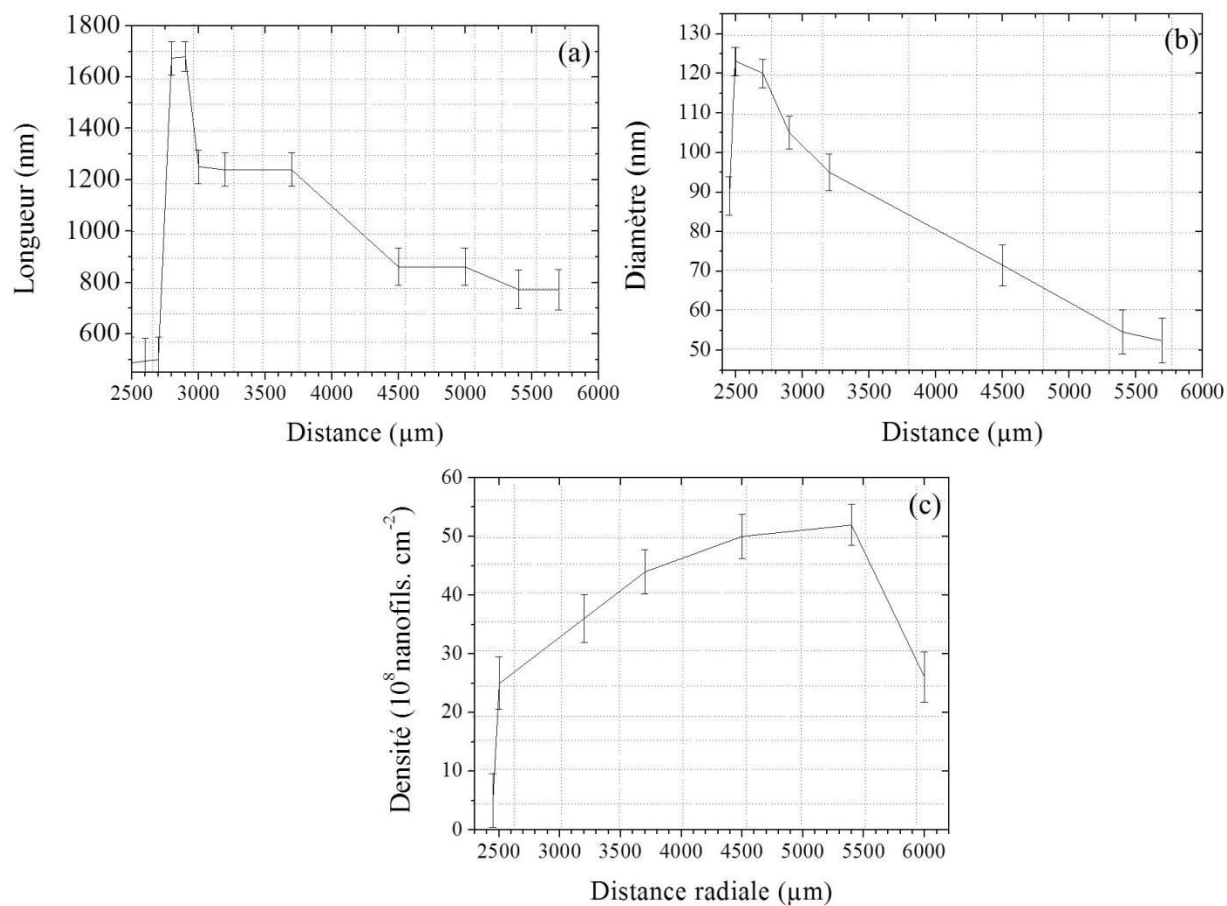 (a)
Longueur (nm)
1800
1600
1400
1200
1000
800
600
2500 3000 3500 4000 4500 5000 5500 6000
Distance (µm)
(b)
Diamètre (nm)
130
120
110
100
90
80
70
60
50
2500 3000 3500 4000 4500 5000 5500 6000
Distance (µm)
(c)
Densité (10⁸nanofils. cm⁻²)
60
50
40
30
20
10
0
2500 3000 3500 4000 4500 5000 5400 6000
Distance radiale (µm)